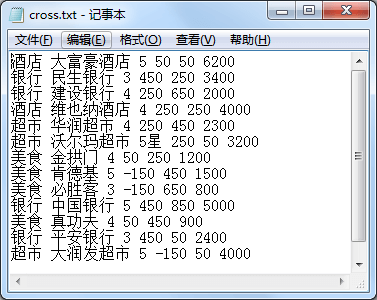 cross.txt - 记事本
文件(F) 编辑(E) 格式(O) 查看(V) 帮助(H)
酒店 大富豪酒店 5 50 50 6200
银行 民生银行 3 450 250 3400
银行 建设银行 4 250 650 2000
酒店 维也纳酒店 4 250 250 4000
超市 华润超市 4 250 450 2300
超市 沃尔玛超市 5星 250 50 3200
美食 金拱门 4 50 250 1200
美食 肯德基 5 -150 450 1500
美食 必胜客 3 -150 650 800
银行 中国银行 5 450 850 5000
美食 真功夫 4 50 450 900
银行 平安银行 3 450 50 2400
超市 大润发超市 5 -150 50 4000